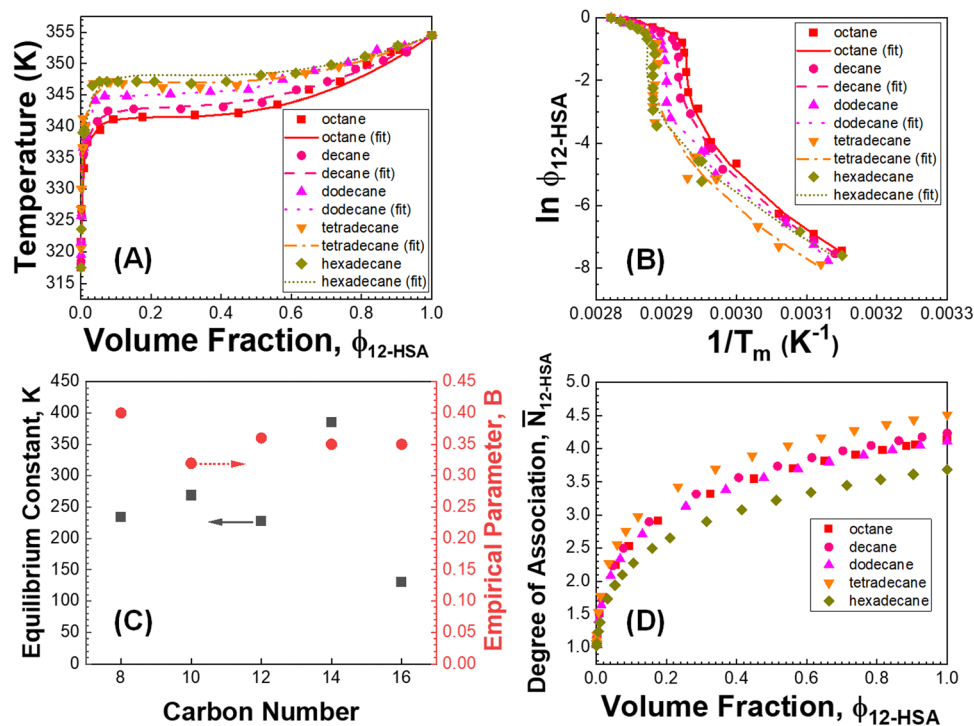 355
350
345
340
335
330
325
320
315
Temperature (K)
octane
octane (fit)
decane
decane (fit)
dodecane
dodecane (fit)
tetradecane
tetradecane (fit)
hexadecane
hexadecane (fit)
(A)
0.0 0.2 0.4 0.6 0.8 1.0
Volume Fraction, ϕ12-HSA
0
-2
-4
-6
-8
ln ϕ12-HSA
octane
octane (fit)
decane
decane (fit)
dodecane
dodecane (fit)
tetradecane
tetradecane (fit)
hexadecane
hexadecane (fit)
(B)
0.0028 0.0029 0.0030 0.0031 0.0032 0.0033
1/Tm (K-1)
450
400
350
300
250
200
150
100
50
0
Equilibrium Constant, K
(C)
0.45
0.40
0.35
0.30
0.25
0.20
0.15
0.10
0.05
0.00
Empirical Parameter, B
8 10 12 14 16
Carbon Number
5.0
4.5
4.0
3.5
3.0
2.5
2.0
1.5
1.0
0.5
0.0
Degree of Association, N̅12-HSA
octane
decane
dodecane
tetradecane
hexadecane
(D)
0.0 0.2 0.4 0.6 0.8 1.0
Volume Fraction, ϕ12-HSA